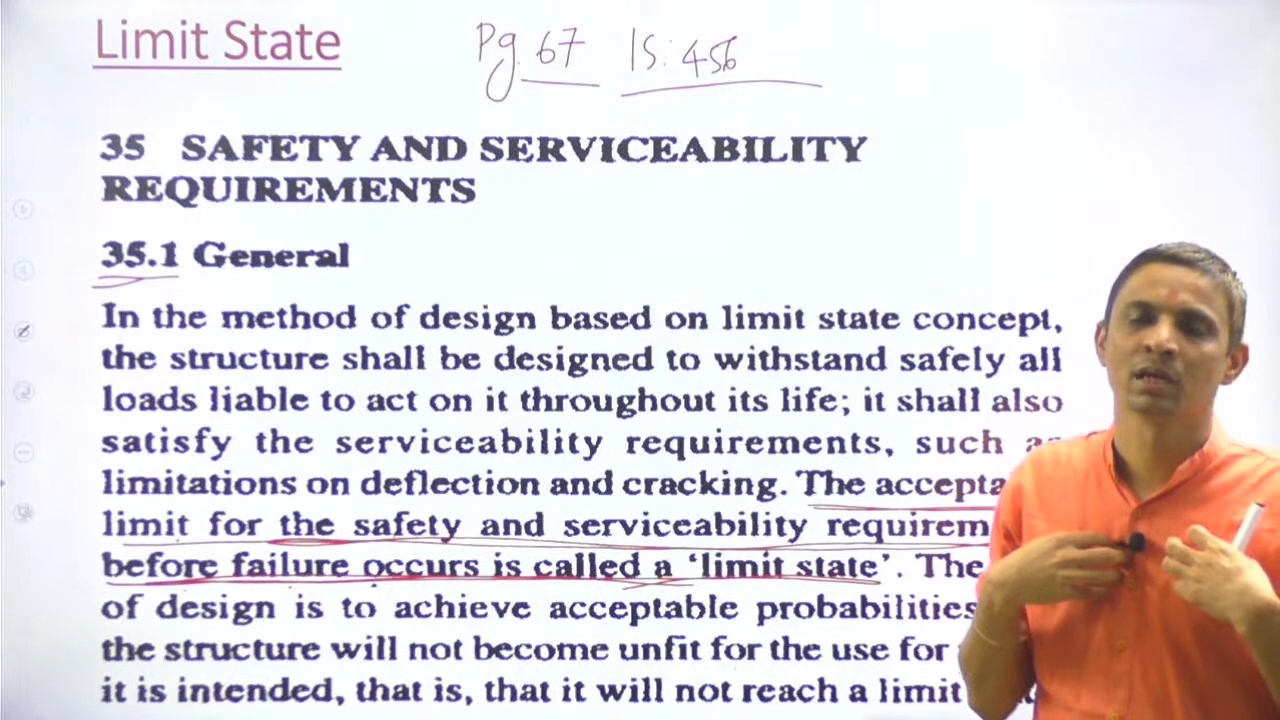 Limit State
Pg. 67 IS: 456
35 SAFETY AND SERVICEABILITY
REQUIREMENTS
35.1 General
In the method of design based on limit state concept,
the structure shall be designed to withstand safely all
loads liable to act on it throughout its life; it shall also
satisfy the serviceability requirements, such
limitations on deflection and cracking. The
limit for the safety and serviceability
before failure occurs is called a ‘limit state’. The
of design is to achieve acceptable probabilities
the structure will not become unfit for the use for
it is intended, that is, that it will not reach a limit